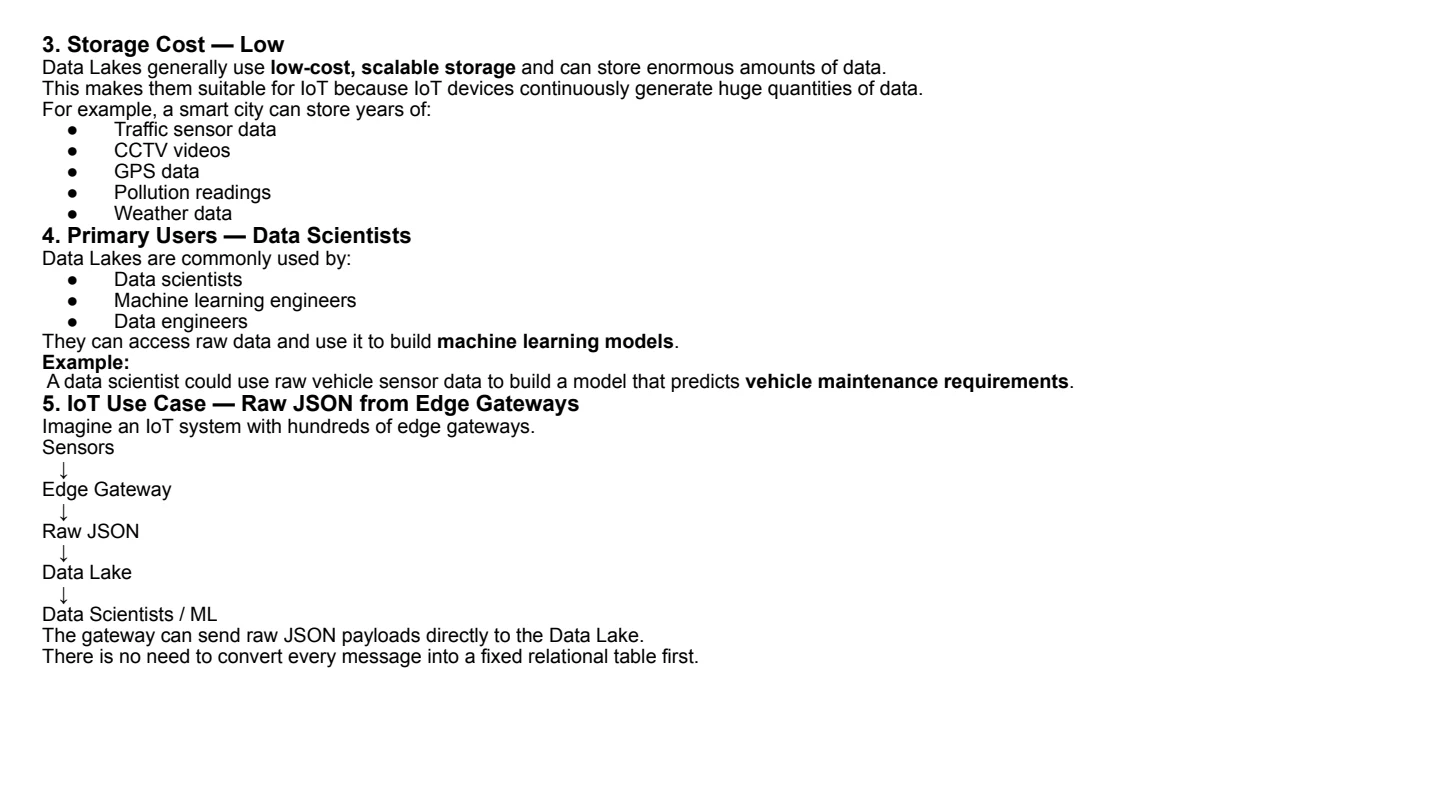 3. Storage Cost — Low
Data Lakes generally use low-cost, scalable storage and can store enormous amounts of data.
This makes them suitable for IoT because IoT devices continuously generate huge quantities of data.
For example, a smart city can store years of:
● Traffic sensor data
● CCTV videos
● GPS data
● Pollution readings
● Weather data
4. Primary Users — Data Scientists
Data Lakes are commonly used by:
● Data scientists
● Machine learning engineers
● Data engineers
They can access raw data and use it to build machine learning models.
Example:
A data scientist could use raw vehicle sensor data to build a model that predicts vehicle maintenance requirements.
5. IoT Use Case — Raw JSON from Edge Gateways
Imagine an IoT system with hundreds of edge gateways.
Sensors
↓
Edge Gateway
↓
Raw JSON
↓
Data Lake
↓
Data Scientists / ML
The gateway can send raw JSON payloads directly to the Data Lake.
There is no need to convert every message into a fixed relational table first.